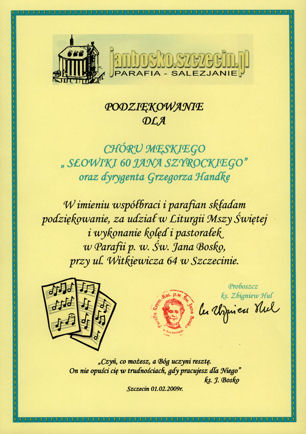 janbosko.szczecin.pl
PARAFIA - SALEZJANIE
PODZIĘKOWANIE
DLA
CHÓRU MĘSKIEGO
„ SŁOWIKI 60 JANA SZYROCKIEGO"
oraz dyrygenta Grzegorza Handke
W imieniu współbraci i parafian składam
podziękowanie, za udział w Liturgii Mszy Świętej
i wykonanie kolęd i pastorałek
w Parafii p. w. Św. Jana Bosko,
przy ul. Witkiewicza 64 w Szczecinie.
Proboszcz
ks. Zbigniew Hul
ks Zbigniew Hul
„Czyń, co możesz, a Bóg uczyni resztę.
On nie opuści cię w trudnościach, gdy pracujesz dla Niego"
ks. J. Bosko
Szczecin 01.02.2009r.